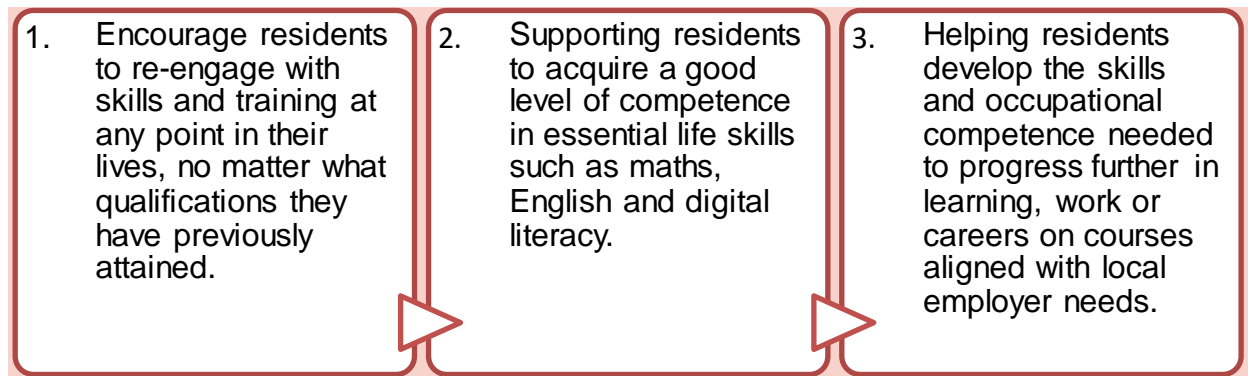 1. Encourage residents
to re-engage with
skills and training at
any point in their
lives, no matter what
qualifications they
have previously
attained.
2. Supporting residents
to acquire a good
level of competence
in essential life skills
such as maths,
English and digital
literacy.
3. Helping residents
develop the skills
and occupational
competence needed
to progress further in
learning, work or
careers on courses
aligned with local
employer needs.